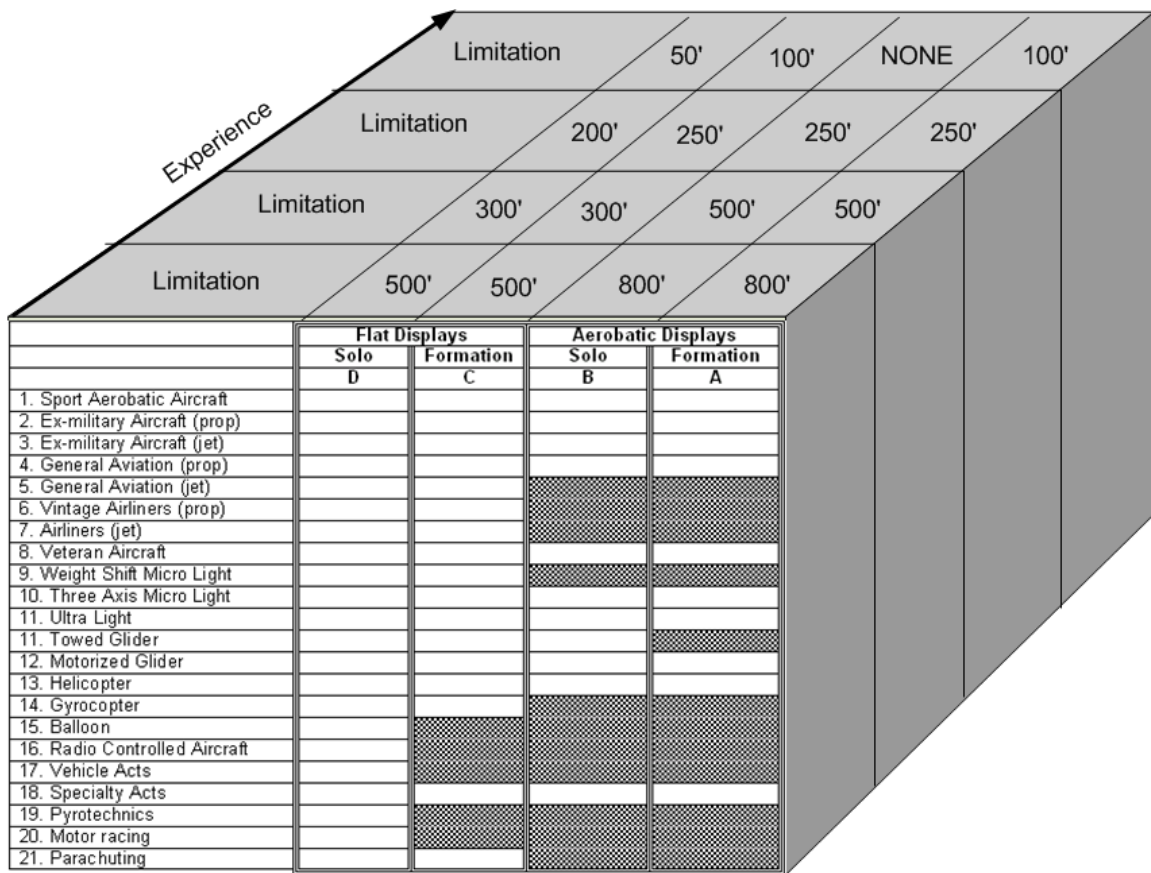 Limitation 50' 100' NONE 100'
Limitation 200' 250' 250' 250'
Experience
Limitation 300' 300' 500' 500'
Limitation 500' 500' 800' 800'
Flat Displays Aerobatic Displays
Solo Formation Solo Formation
D C B A
1. Sport Aerobatic Aircraft
2. Ex-military Aircraft (prop)
3. Ex-military Aircraft (jet)
4. General Aviation (prop)
5. General Aviation (jet)
6. Vintage Airliners (prop)
7. Airliners (jet)
8. Veteran Aircraft
9. Weight Shift Micro Light
10. Three Axis Micro Light
11. Ultra Light
11. Towed Glider
12. Motorized Glider
13. Helicopter
14. Gyrocopter
15. Balloon
16. Radio Controlled Aircraft
17. Vehicle Acts
18. Specialty Acts
19. Pyrotechnics
20. Motor racing
21. Parachuting